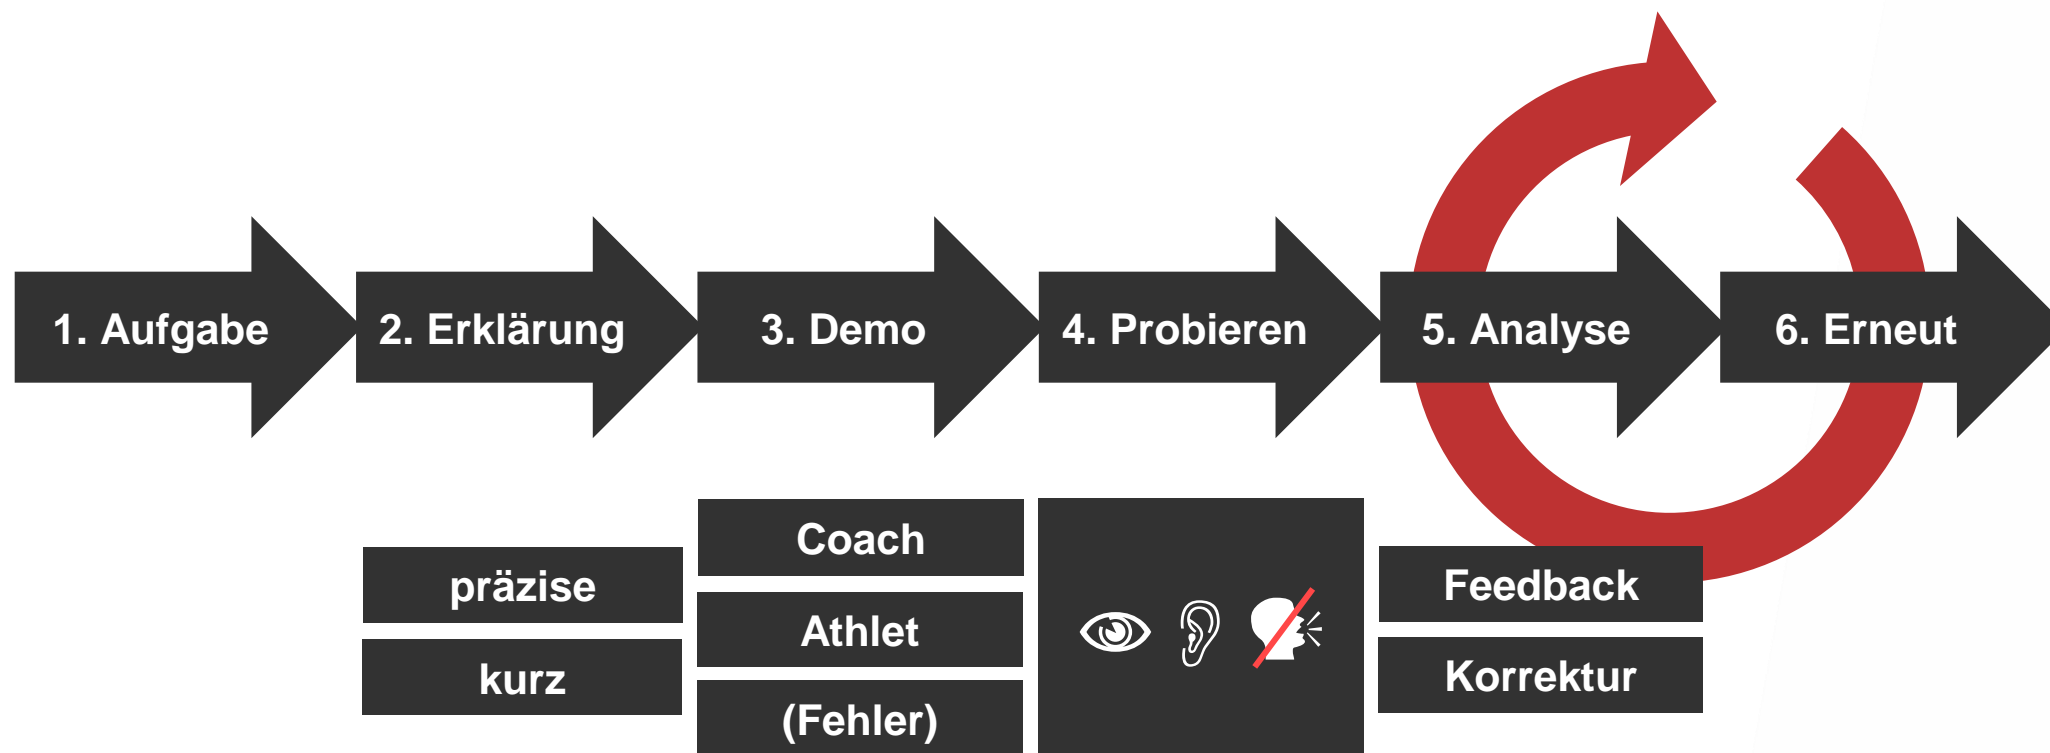 1. Aufgabe
2. Erklärung
3. Demo
4. Probieren
5. Analyse
6. Erneut
präzise
kurz
Coach
Athlet
(Fehler)
Feedback
Korrektur